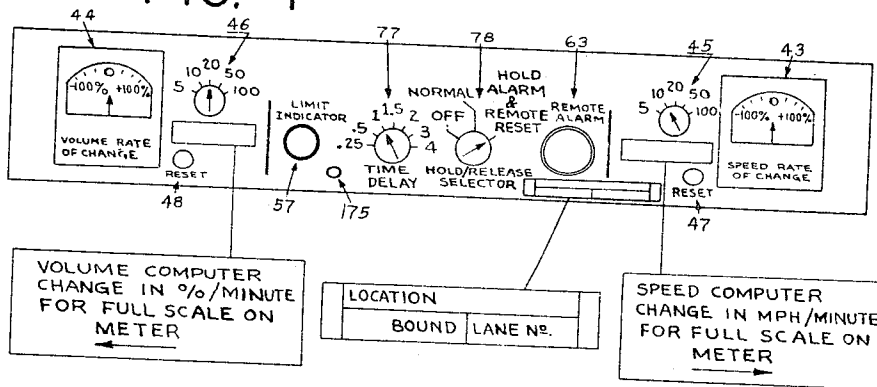 44
46
77
78
63
45
43
-100%
0
+100%
VOLUME RATE
OF CHANGE
5 10 20 50 100
RESET
48
LIMIT
INDICATOR
57
175
.25 .5 1 1.5 2 3 4
TIME
DELAY
NORMAL
OFF
HOLD
ALARM
&
REMOTE
RESET
HOLD/RELEASE
SELECTOR
REMOTE
ALARM
5 10 20 50 100
RESET
47
-100%
0
+100%
SPEED RATE
OF CHANGE
VOLUME COMPUTER
CHANGE IN %/MINUTE
FOR FULL SCALE ON
METER
LOCATION
BOUND LANE Nº.
SPEED COMPUTER
CHANGE IN MPH/MINUTE
FOR FULL SCALE ON
METER